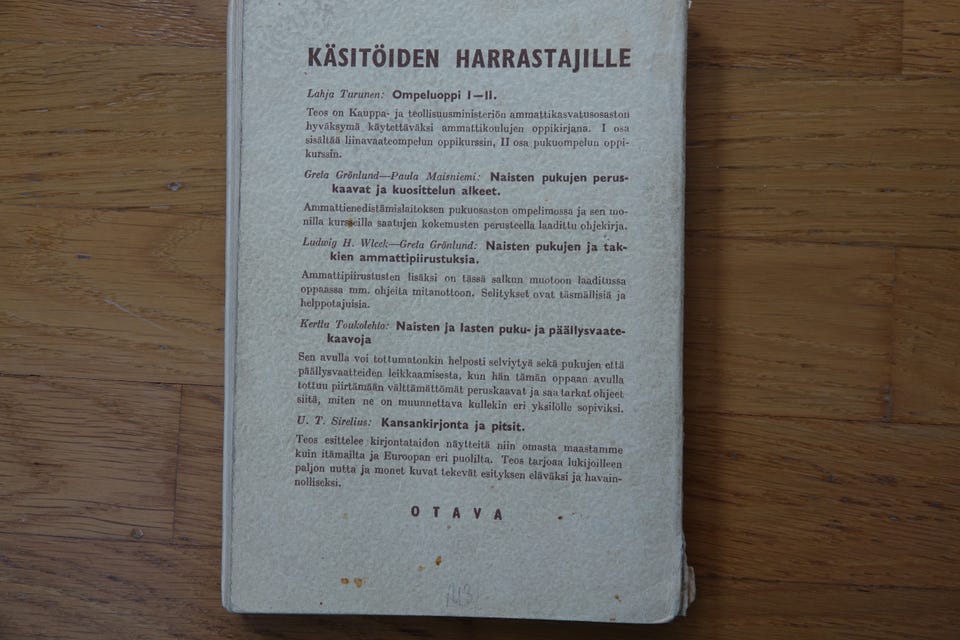 KÄSITÖIDEN HARRASTAJILLE
Lahja Turunen: Ompeluoppi I—II.
Teos on Kauppa- ja teollisuusministeriön ammattikasvatusosaston
hyväksymä käytettäväksi ammattikoulujen oppikirjana. I osa
sisältää liinavaateompelun oppikurssin, II osa pukuompelun oppi-
kurssin.
Greta Grönlund—Paula Maisniemi: Naisten pukujen perus-
kaavat ja kuosittelun alkeet.
Ammattienedistämislaitoksen pukuosaston ompelimossa ja sen mo-
nilla kursseilla saatujen kokemusten perusteella laadittu ohjekirja.
Ludwig H. Wleek—Greta Grönlund: Naisten pukujen ja tak-
kien ammattipiirustuksia.
Ammattipiirustusten lisäksi on tässä salkun muotoon laaditussa
oppaassa mm. ohjeita mitanottoon. Selitykset ovat täsmällisiä ja
helppotajuisia.
Kerttu Toukolehto: Naisten ja lasten puku- ja päällysvaate-
kaavoja
Sen avulla voi tottumatonkin helposti selviytyä sekä pukujen että
päällysvaatteiden leikkaamisesta, kun hän tämän oppaan avulla
tottuu piirtämään välttämättömät peruskaavat ja saa tarkat ohjeet
siitä, miten ne on muunnettava kullekin eri yksilölle sopiviksi.
U. T. Sirelius: Kansankirjonta ja pitsit.
Teos esittelee kirjontataidon näytteitä niin omasta maastamme
kuin itämailta ja Euroopan eri puolilta. Teos tarjoaa lukijoilleen
paljon uutta ja monet kuvat tekevät esityksen eläväksi ja havain-
nolliseksi.
OTAVA